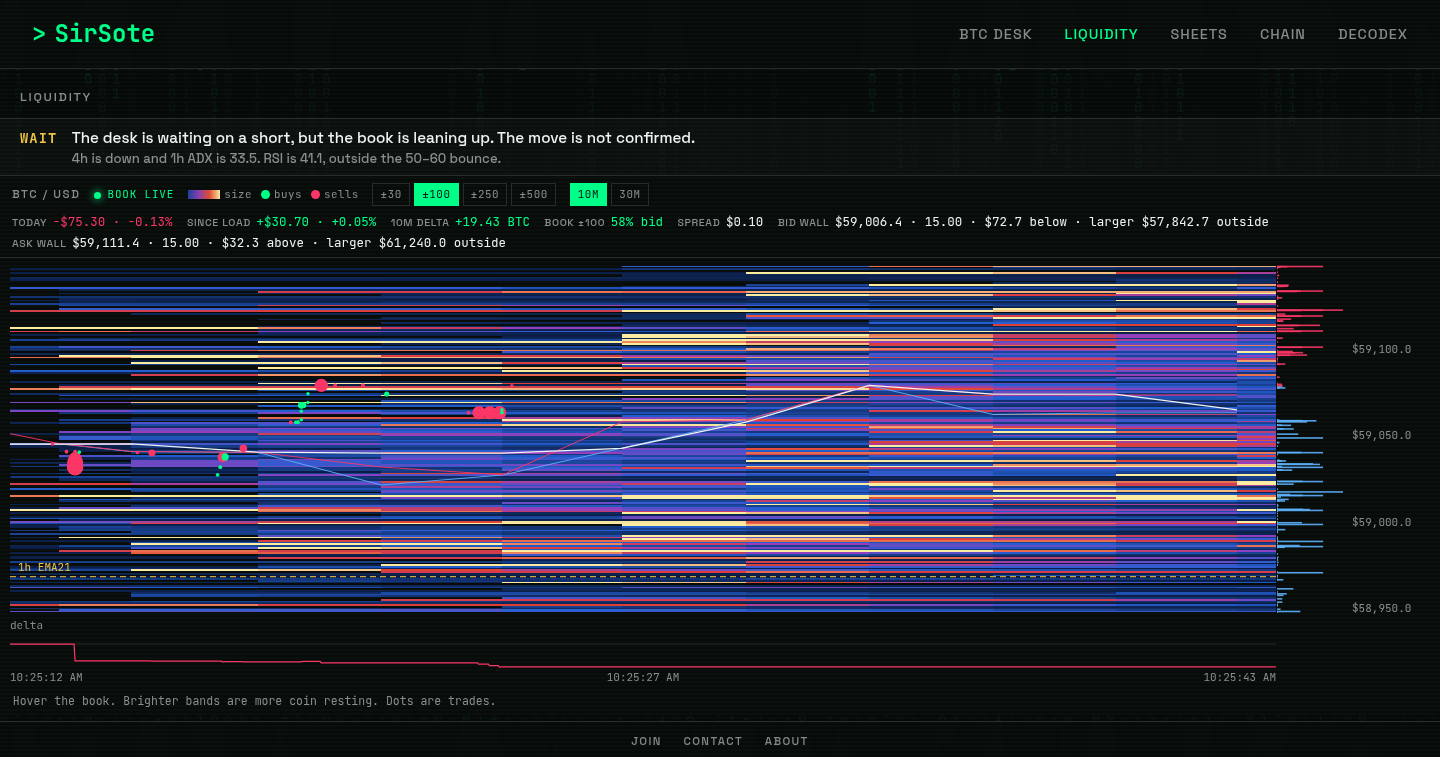 > SirSote
BTC DESK LIQUIDITY SHEETS CHAIN DECODEX
LIQUIDITY
WAIT The desk is waiting on a short, but the book is leaning up. The move is not confirmed.
4h is down and 1h ADX is 33.5. RSI is 41.1, outside the 50–60 bounce.
BTC / USD BOOK LIVE size buys sells ±30 ±100 ±250 ±500 10M 30M
TODAY -$75.30 · -0.13% SINCE LOAD +$30.70 · +0.05% 10M DELTA +19.43 BTC BOOK ±100 58% bid SPREAD $0.10 BID WALL $59,006.4 · 15.00 · $72.7 below · larger $57,842.7 outside
ASK WALL $59,111.4 · 15.00 · $32.3 above · larger $61,240.0 outside
$59,100.0
$59,050.0
$59,000.0
1h EMA21
$58,950.0
delta
10:25:12 AM 10:25:27 AM 10:25:43 AM
Hover the book. Brighter bands are more coin resting. Dots are trades.
JOIN CONTACT ABOUT